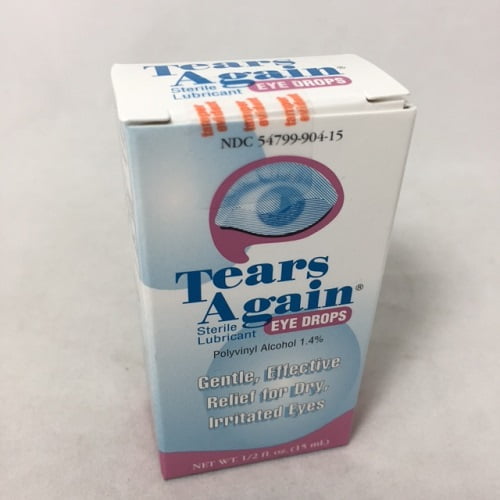 Tears
Again®
Sterile
Lubricant
EYE DROPS
NDC 54799-904-15
Tears
Again®
Sterile
Lubricant
EYE DROPS
Polyvinyl Alcohol 1.4%
Gentle, Effective
Relief for Dry,
Irritated Eyes
NET WT. 1/2 fl. oz. (15 mL)